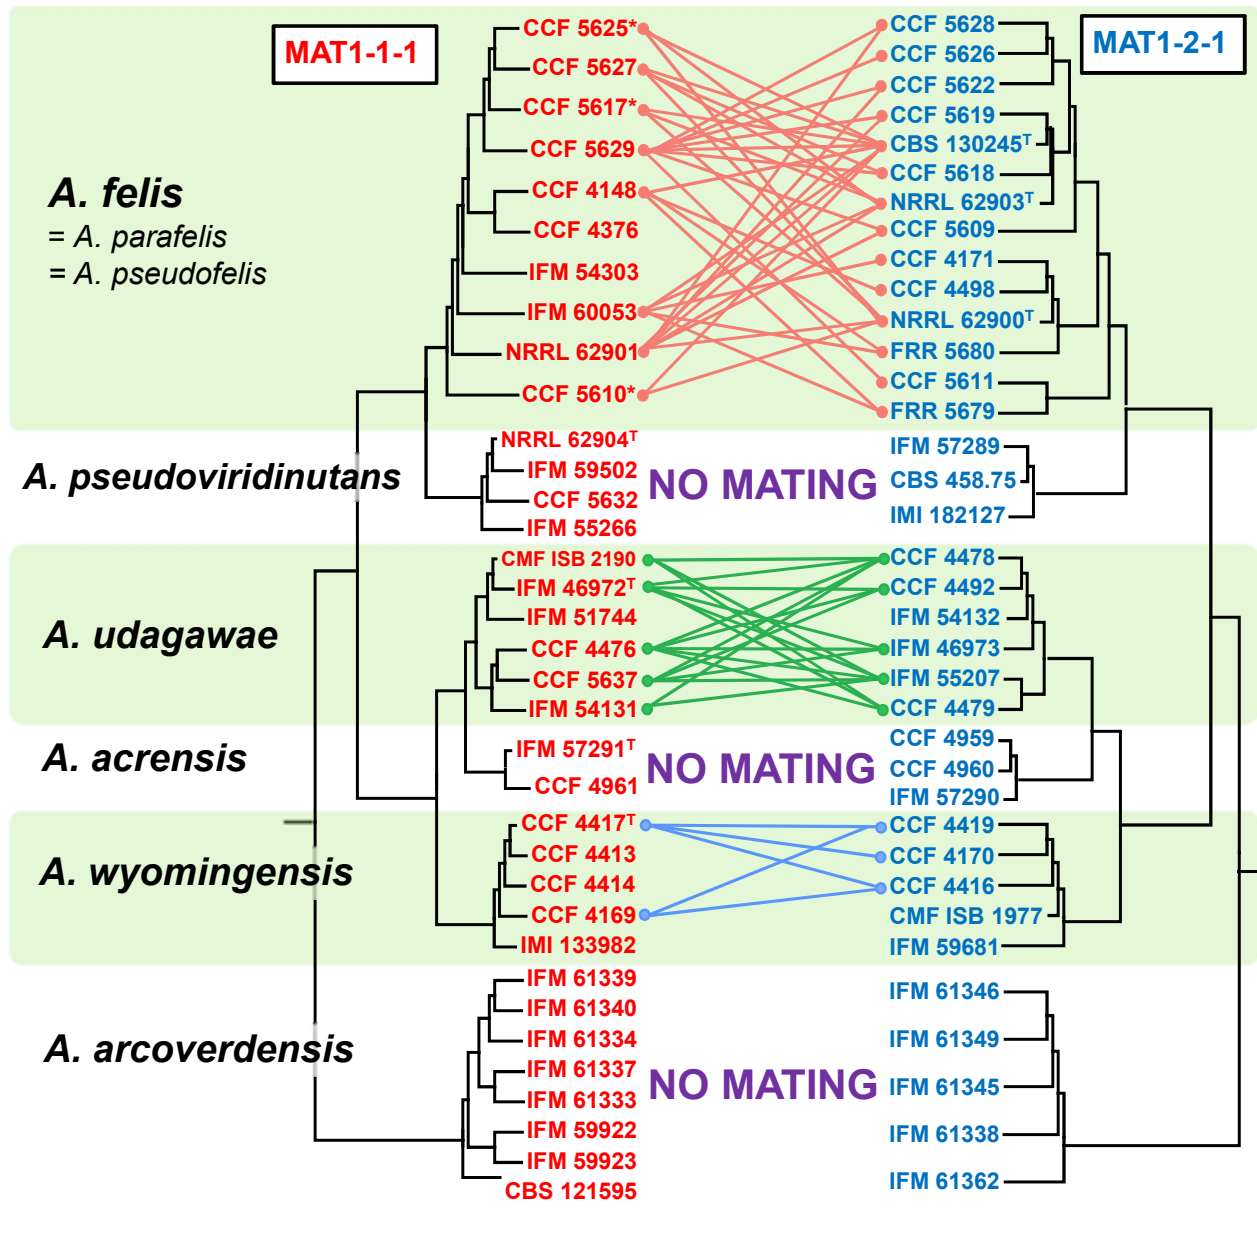 MAT1-1-1
MAT1-2-1
A. felis
= A. parafelis
= A. pseudofelis
CCF 5625*
CCF 5627
CCF 5617*
CCF 5629
CCF 4148
CCF 4376
IFM 54303
IFM 60053
NRRL 62901
CCF 5610*
CCF 5628
CCF 5626
CCF 5622
CCF 5619
CBS 130245ᵀ
CCF 5618
NRRL 62903ᵀ
CCF 5609
CCF 4171
CCF 4498
NRRL 62900ᵀ
FRR 5680
CCF 5611
FRR 5679
A. pseudoviridinutans
NRRL 62904ᵀ
IFM 59502
CCF 5632
IFM 55266
NO MATING
IFM 57289
CBS 458.75
IMI 182127
A. udagawae
CMF ISB 2190
IFM 46972ᵀ
IFM 51744
CCF 4476
CCF 5637
IFM 54131
CCF 4478
CCF 4492
IFM 54132
IFM 46973
IFM 55207
CCF 4479
A. acrensis
IFM 57291ᵀ
CCF 4961
NO MATING
CCF 4959
CCF 4960
IFM 57290
A. wyomingensis
CCF 4417ᵀ
CCF 4413
CCF 4414
CCF 4169
IMI 133982
CCF 4419
CCF 4170
CCF 4416
CMF ISB 1977
IFM 59681
A. arcoverdensis
IFM 61339
IFM 61340
IFM 61334
IFM 61337
IFM 61333
IFM 59922
IFM 59923
CBS 121595
NO MATING
IFM 61346
IFM 61349
IFM 61345
IFM 61338
IFM 61362